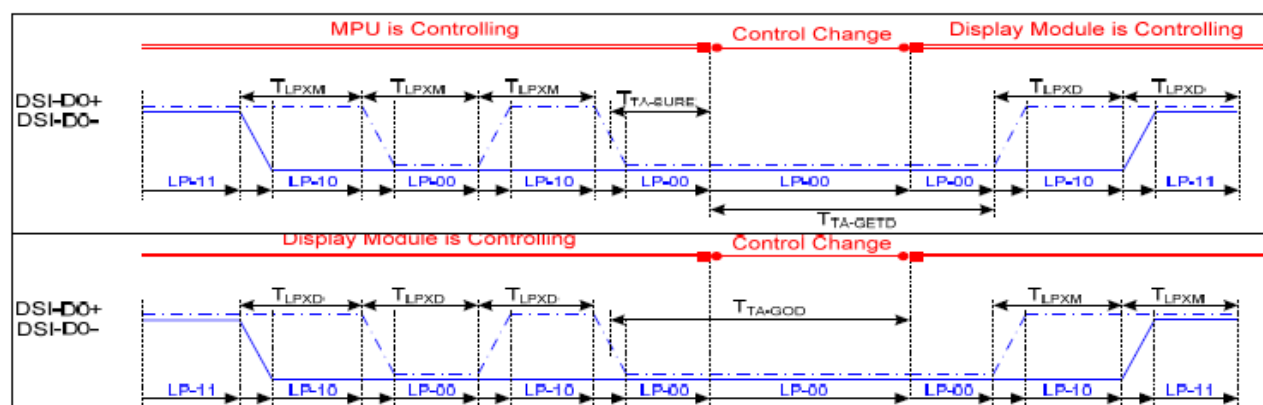 MPU is Controlling Control Change Display Module is Controlling
TLPXM TLPXM TLPXM TTA-SURE TLPXD TLPXD
DSI-D0+
DSI-D0-
LP-11 LP-10 LP-00 LP-10 LP-00 LP-00 LP-00 LP-10 LP-11
TTA-GETD
Display Module is Controlling Control Change
TLPXD TLPXD TLPXD TTA-GOD TLPXM TLPXM
DSI-D0+
DSI-D0-
LP-11 LP-10 LP-00 LP-10 LP-00 LP-00 LP-00 LP-10 LP-11